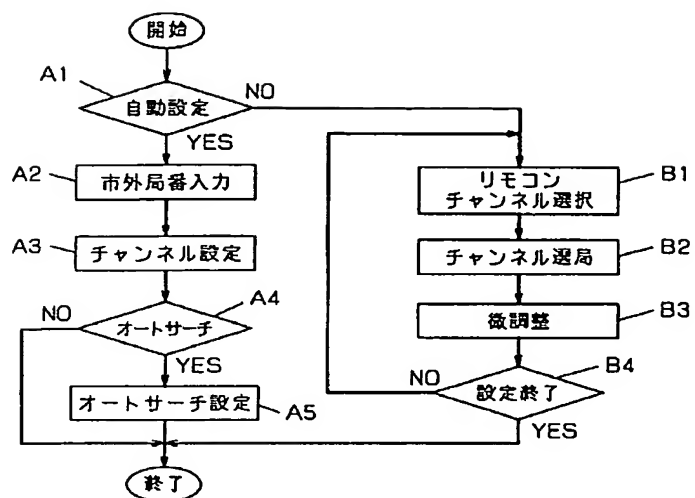 開始
A1
自動設定
NO
YES
A2
市外局番入力
A3
チャンネル設定
A4
NO
オートサーチ
YES
オートサーチ設定
A5
終了
リモコン
チャンネル選択
B1
チャンネル選局
B2
微調整
B3
B4
NO
設定終了
YES